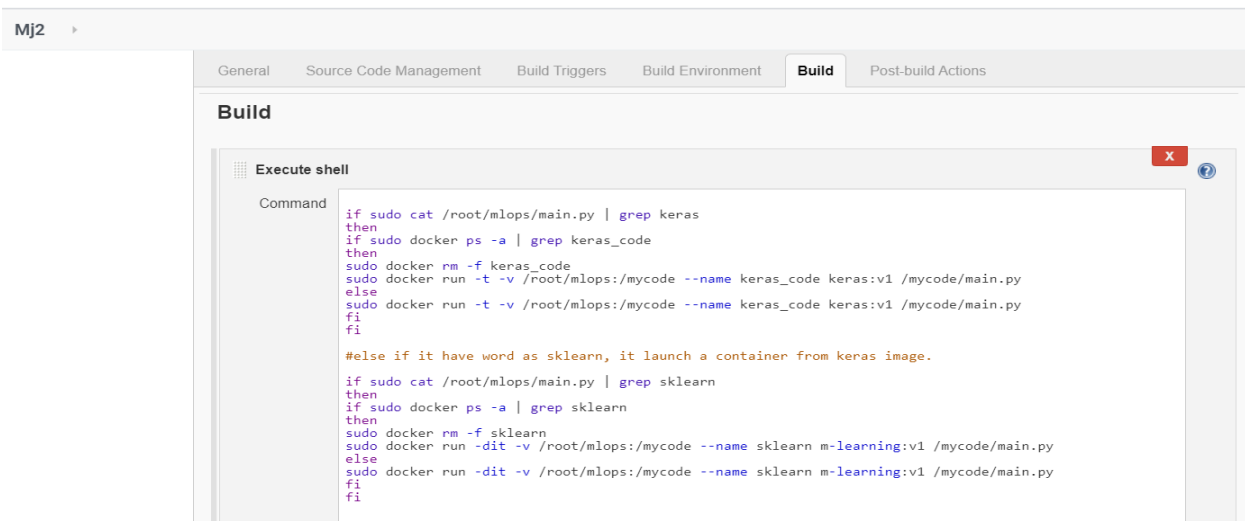 Mj2
General Source Code Management Build Triggers Build Environment Build Post-build Actions
Build
X
Execute shell
?
Command
if sudo cat /root/mlops/main.py | grep keras
then
if sudo docker ps -a | grep keras_code
then
sudo docker rm -f keras_code
sudo docker run -t -v /root/mlops:/mycode --name keras_code keras:v1 /mycode/main.py
else
sudo docker run -t -v /root/mlops:/mycode --name keras_code keras:v1 /mycode/main.py
fi
fi
#else if it have word as sklearn, it launch a container from keras image.
if sudo cat /root/mlops/main.py | grep sklearn
then
if sudo docker ps -a | grep sklearn
then
sudo docker rm -f sklearn
sudo docker run -dit -v /root/mlops:/mycode --name sklearn m-learning:v1 /mycode/main.py
else
sudo docker run -dit -v /root/mlops:/mycode --name sklearn m-learning:v1 /mycode/main.py
fi
fi